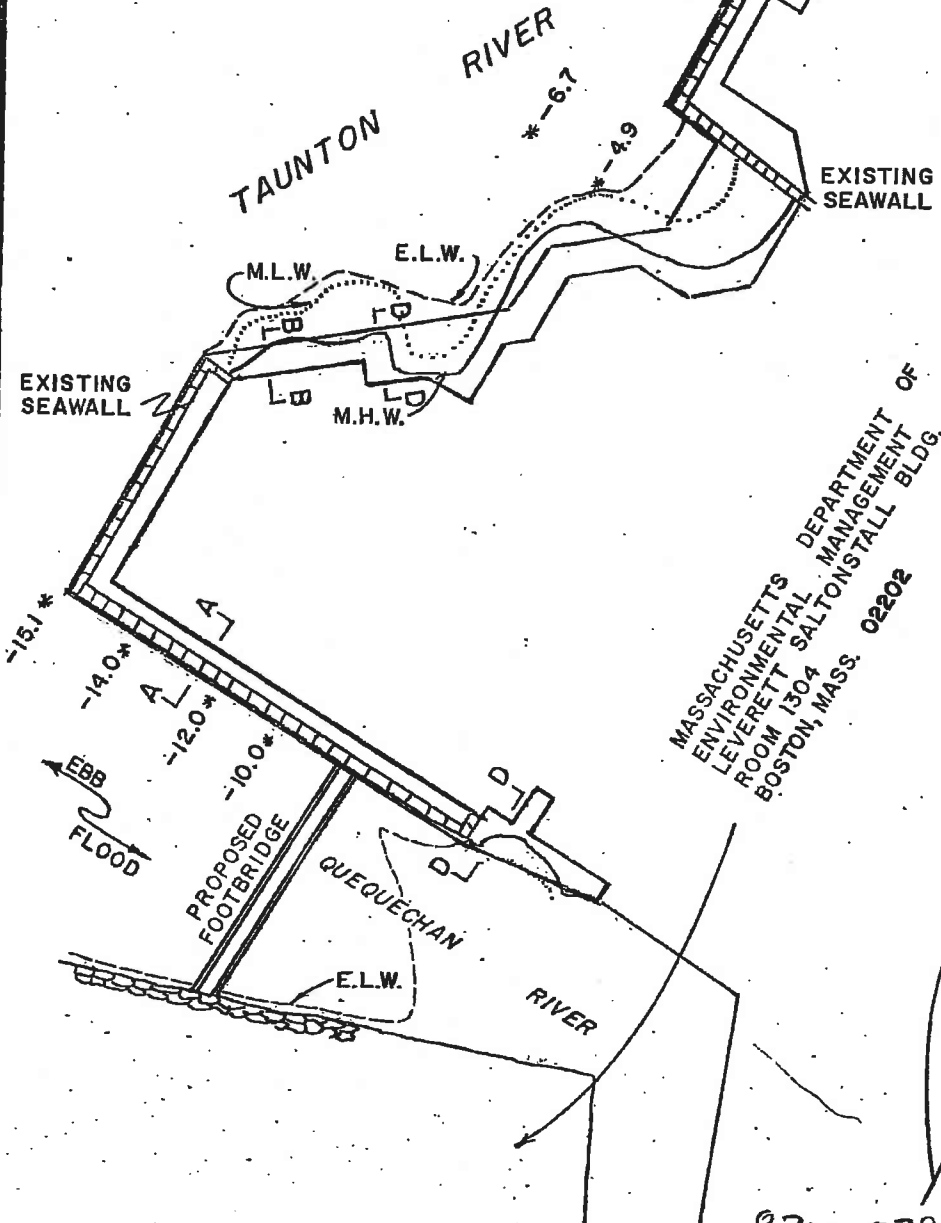 TAUNTON RIVER
* -6.7
* -4.9
EXISTING
SEAWALL
M.L.W.
E.L.W.
B
D
EXISTING
SEAWALL
B
D
M.H.W.
MASSACHUSETTS DEPARTMENT OF
ENVIRONMENTAL MANAGEMENT
LEVERETT SALTONSTALL BLDG.
ROOM 1304
BOSTON, MASS. 02202
-15.1 *
A
-14.0 *
A
-12.0 *
-10.0 *
EBB
FLOOD
PROPOSED
FOOTBRIDGE
D
D
QUEQUECHAN
RIVER
E.L.W.